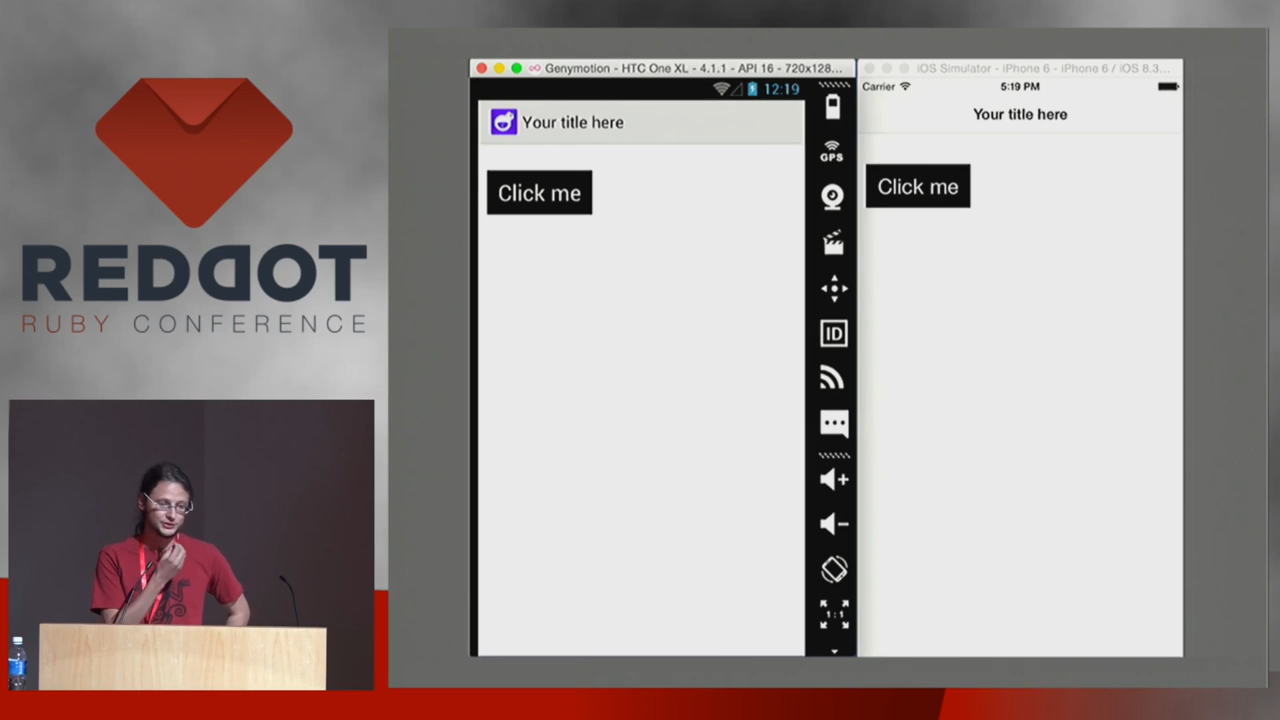 REDDOT
RUBY CONFERENCE
Genymotion - HTC One XL - 4.1.1 - API 16 - 720x128...
12:19
Your title here
Click me
GPS
ID
1:1
iOS Simulator - iPhone 6 - iPhone 6 / iOS 8.3...
Carrier
5:19 PM
Your title here
Click me